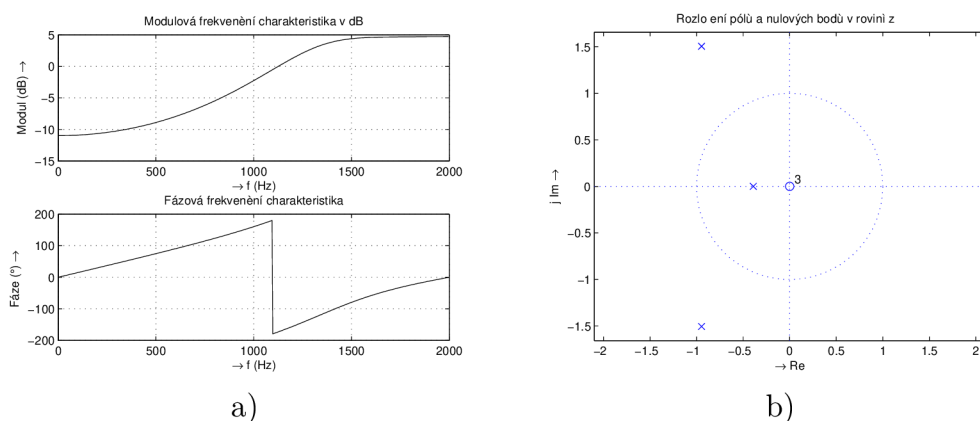 Modulová frekvenèní charakteristika v dB
5
0
−5
−10
−15
Modul (dB) →
0 500 1000 1500 2000
→ f (Hz)
Fázová frekvenèní charakteristika
200
100
0
−100
−200
Fáze (°) →
0 500 1000 1500 2000
→ f (Hz)
a)
Rozlo ení pólù a nulových bodù v rovinì z
1.5
1
0.5
0
−0.5
−1
−1.5
j Im →
3
−2 −1.5 −1 −0.5 0 0.5 1 1.5 2
→ Re
b)